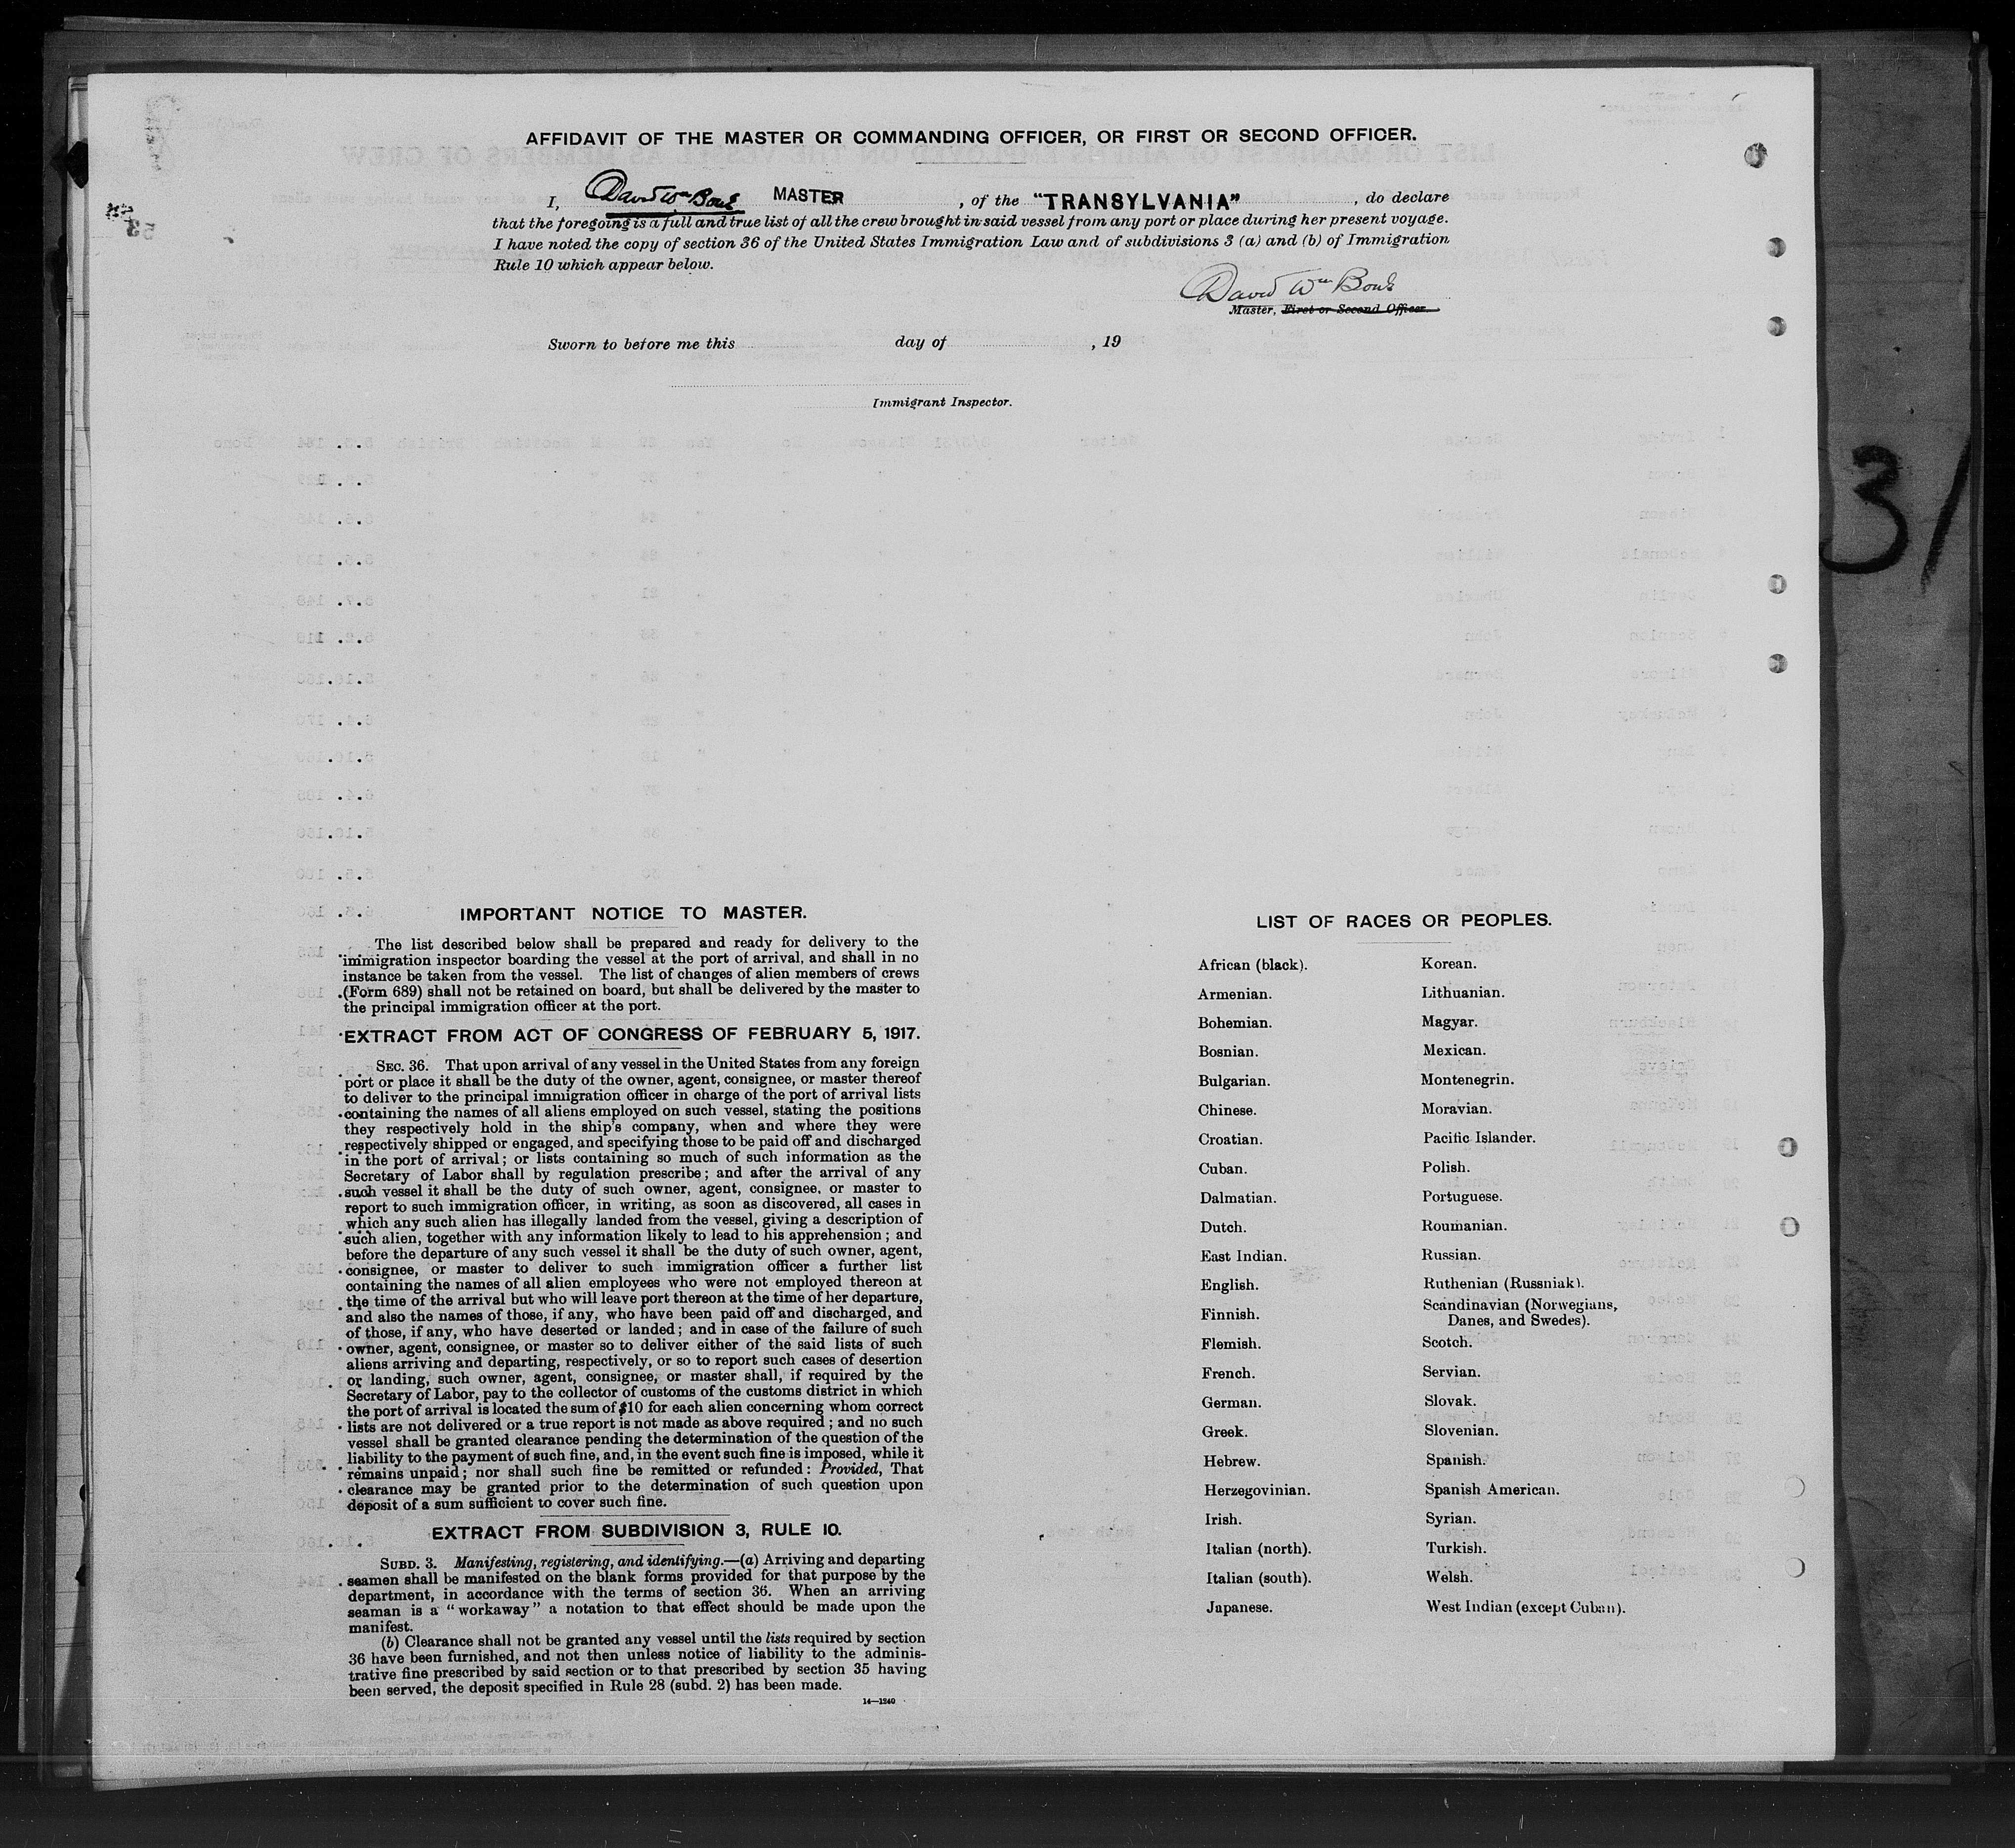 AFFIDAVIT OF THE MASTER OR COMMANDING OFFICER, OR FIRST OR SECOND OFFICER.
I, David Wm Bone MASTER , of the "TRANSYLVANIA" , do declare
that the foregoing is a full and true list of all the crew brought in said vessel from any port or place during her present voyage.
I have noted the copy of section 36 of the United States Immigration Law and of subdivisions 3 (a) and (b) of Immigration
Rule 10 which appear below.
David Wm Bone
Master, First or Second Officer.
Sworn to before me this day of , 19
Immigrant Inspector.
31
IMPORTANT NOTICE TO MASTER.
The list described below shall be prepared and ready for delivery to the
immigration inspector boarding the vessel at the port of arrival, and shall in no
instance be taken from the vessel. The list of changes of alien members of crews
(Form 689) shall not be retained on board, but shall be delivered by the master to
the principal immigration officer at the port.
EXTRACT FROM ACT OF CONGRESS OF FEBRUARY 5, 1917.
SEC. 36. That upon arrival of any vessel in the United States from any foreign
port or place it shall be the duty of the owner, agent, consignee, or master thereof
to deliver to the principal immigration officer in charge of the port of arrival lists
containing the names of all aliens employed on such vessel, stating the positions
they respectively hold in the ship's company, when and where they were
respectively shipped or engaged, and specifying those to be paid off and discharged
in the port of arrival; or lists containing so much of such information as the
Secretary of Labor shall by regulation prescribe; and after the arrival of any
such vessel it shall be the duty of such owner, agent, consignee, or master to
report to such immigration officer, in writing, as soon as discovered, all cases in
which any such alien has illegally landed from the vessel, giving a description of
such alien, together with any information likely to lead to his apprehension; and
before the departure of any such vessel it shall be the duty of such owner, agent,
consignee, or master to deliver to such immigration officer a further list
containing the names of all alien employees who were not employed thereon at
the time of the arrival but who will leave port thereon at the time of her departure,
and also the names of those, if any, who have been paid off and discharged, and
of those, if any, who have deserted or landed; and in case of the failure of such
owner, agent, consignee, or master so to deliver either of the said lists of such
aliens arriving and departing, respectively, or so to report such cases of desertion
or landing, such owner, agent, consignee, or master shall, if required by the
Secretary of Labor, pay to the collector of customs of the customs district in which
the port of arrival is located the sum of $10 for each alien concerning whom correct
lists are not delivered or a true report is not made as above required; and no such
vessel shall be granted clearance pending the determination of the question of the
liability to the payment of such fine, and, in the event such fine is imposed, while it
remains unpaid; nor shall such fine be remitted or refunded: Provided, That
clearance may be granted prior to the determination of such question upon
deposit of a sum sufficient to cover such fine.
EXTRACT FROM SUBDIVISION 3, RULE 10.
SUBD. 3. Manifesting, registering, and identifying.—(a) Arriving and departing
seamen shall be manifested on the blank forms provided for that purpose by the
department, in accordance with the terms of section 36. When an arriving
seaman is a "workaway" a notation to that effect should be made upon the
manifest.
(b) Clearance shall not be granted any vessel until the lists required by section
36 have been furnished, and not then unless notice of liability to the adminis-
trative fine prescribed by said section or to that prescribed by section 35 having
been served, the deposit specified in Rule 28 (subd. 2) has been made.
14—1240
LIST OF RACES OR PEOPLES.
African (black).
Armenian.
Bohemian.
Bosnian.
Bulgarian.
Chinese.
Croatian.
Cuban.
Dalmatian.
Dutch.
East Indian.
English.
Finnish.
Flemish.
French.
German.
Greek.
Hebrew.
Herzegovinian.
Irish.
Italian (north).
Italian (south).
Japanese.
Korean.
Lithuanian.
Magyar.
Mexican.
Montenegrin.
Moravian.
Pacific Islander.
Polish.
Portuguese.
Roumanian.
Russian.
Ruthenian (Russniak).
Scandinavian (Norwegians,
Danes, and Swedes).
Scotch.
Servian.
Slovak.
Slovenian.
Spanish.
Spanish American.
Syrian.
Turkish.
Welsh.
West Indian (except Cuban).